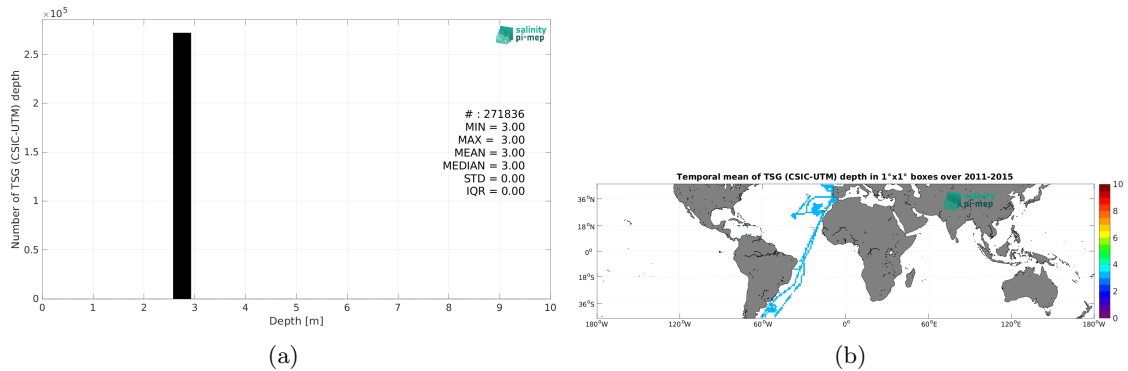 ×10⁵
2.5
2
1.5
1
0.5
0
0 1 2 3 4 5 6 7 8 9 10
Number of TSG (CSIC-UTM) depth
Depth [m]
salinity
pi-mep
# : 271836
MIN = 3.00
MAX = 3.00
MEAN = 3.00
MEDIAN = 3.00
STD = 0.00
IQR = 0.00
(a)
Temporal mean of TSG (CSIC-UTM) depth in 1°x1° boxes over 2011-2015
36°N
18°N
0°
18°S
36°S
180°W 120°W 60°W 0° 60°E 120°E 180°W
salinity
pi-mep
10
8
6
4
2
0
(b)